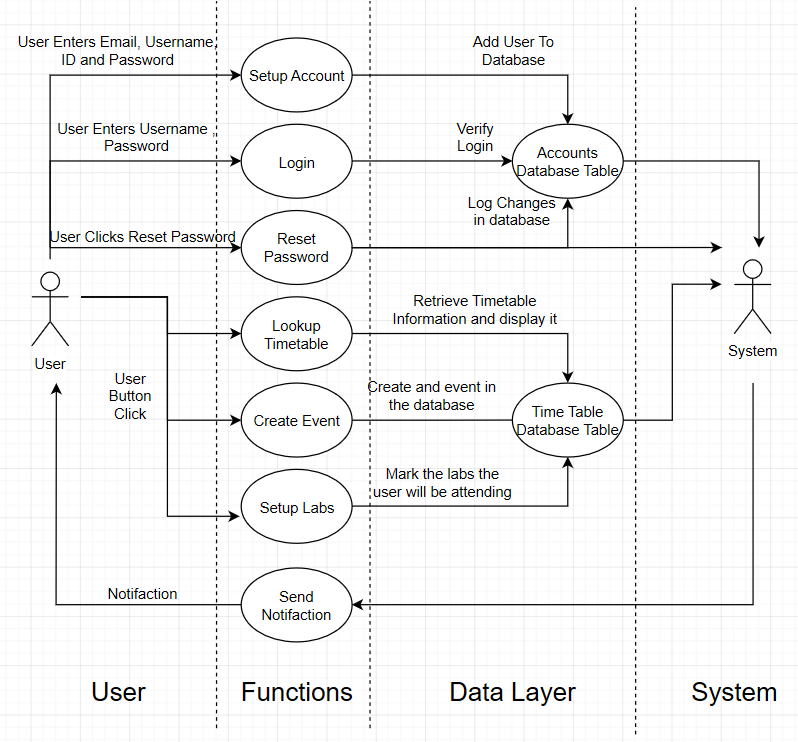 User Enters Email, Username,
ID and Password
Setup Account
Add User To
Database
User Enters Username ,
Password
Login
Verify
Login
Accounts
Database Table
User Clicks Reset Password
Reset
Password
Log Changes
in database
User
System
Lookup
Timetable
Retrieve Timetable
Information and display it
User
Button
Click
Create Event
Create and event in
the database
Time Table
Database Table
Setup Labs
Mark the labs the
user will be attending
Notifaction
Send
Notifaction
User
Functions
Data Layer
System